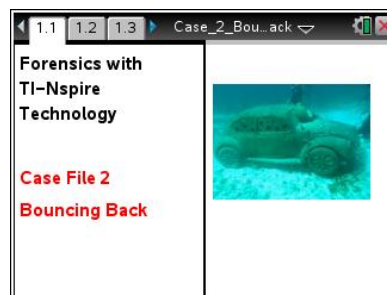 1.1 1.2 1.3 Case_2_Bou...ack
Forensics with
TI-Nspire
Technology
Case File 2
Bouncing Back